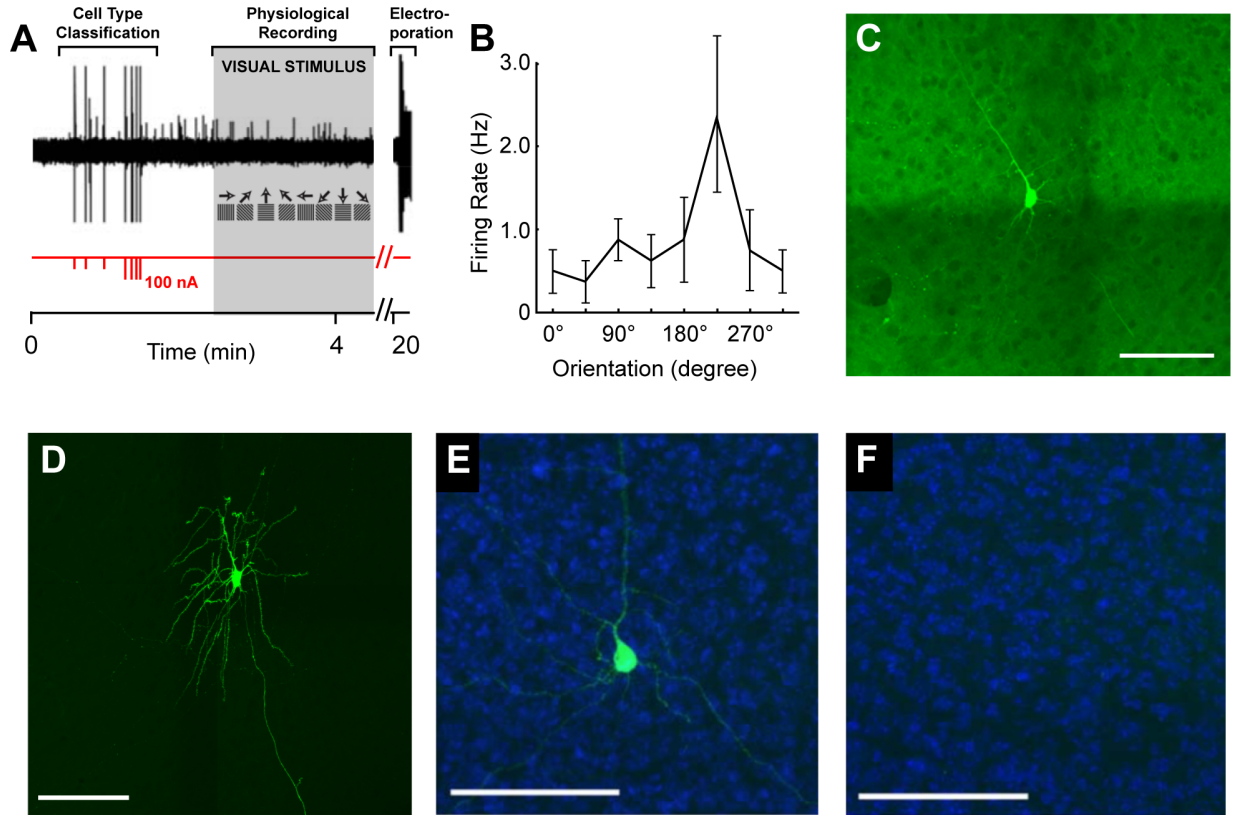 A
Cell Type
Classification
Physiological
Recording
Electro-
poration
VISUAL STIMULUS
100 nA
0
4
20
Time (min)
B
3.0
2.0
1.0
0
Firing Rate (Hz)
0°
90°
180°
270°
Orientation (degree)
C
D
E
F